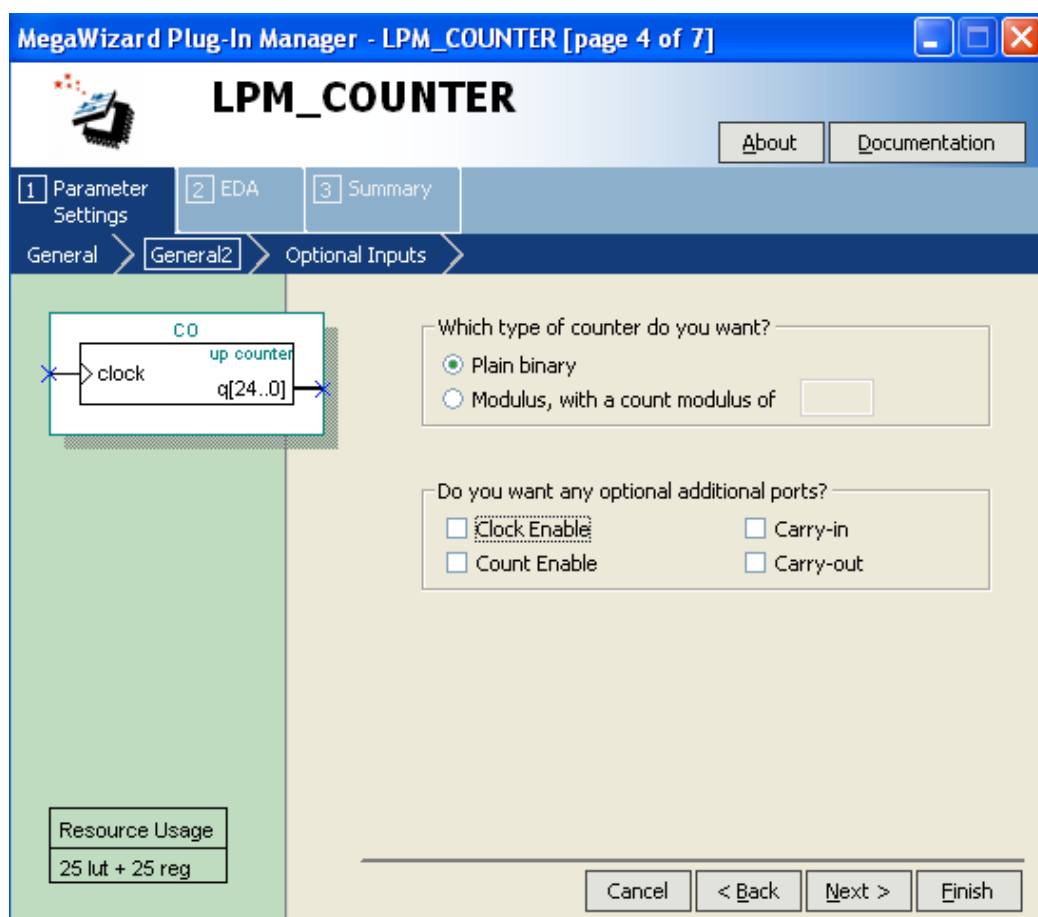 MegaWizard Plug-In Manager - LPM_COUNTER [page 4 of 7]
LPM_COUNTER
About
Documentation
1 Parameter Settings
2 EDA
3 Summary
General
General2
Optional Inputs
C0
up counter
clock
q[24..0]
Which type of counter do you want?
Plain binary
Modulus, with a count modulus of
Do you want any optional additional ports?
Clock Enable
Carry-in
Count Enable
Carry-out
Resource Usage
25 lut + 25 reg
Cancel
< Back
Next >
Finish